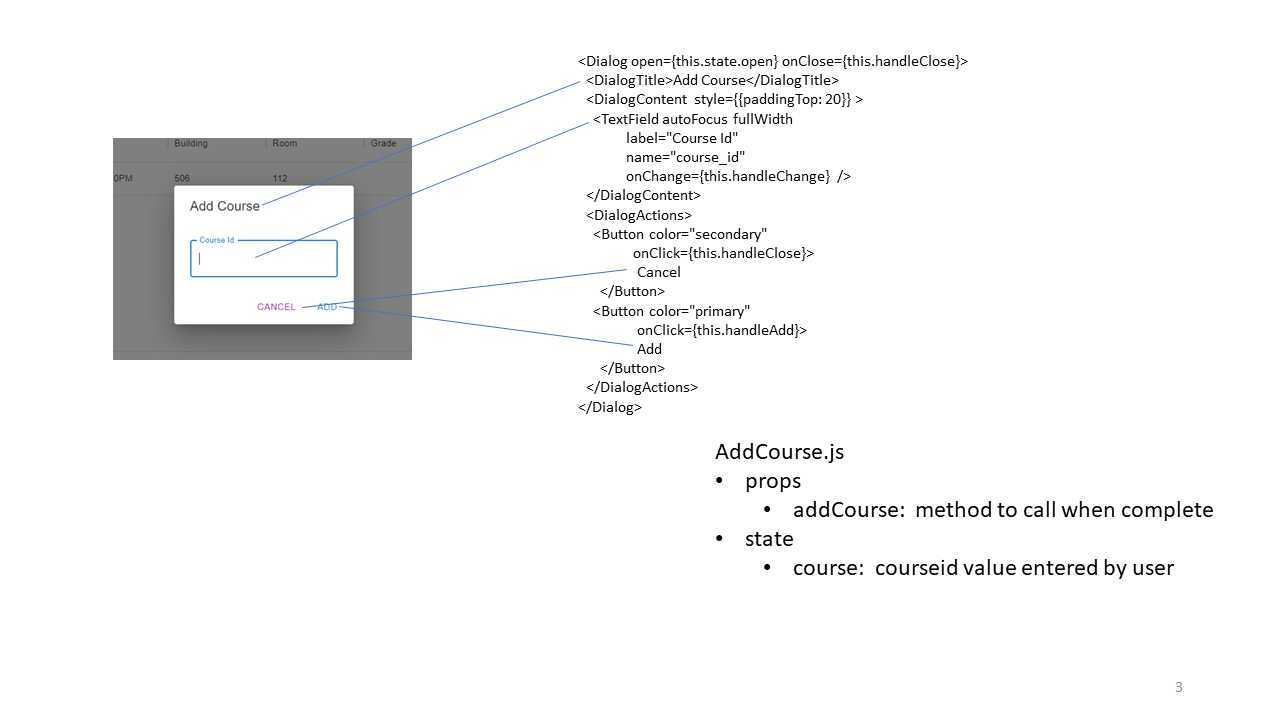 Building Room Grade
0PM 506 112
Add Course
Course Id
CANCEL ADD
<Dialog open={this.state.open} onClose={this.handleClose}>
<DialogTitle>Add Course</DialogTitle>
<DialogContent style={{paddingTop: 20}} >
<TextField autoFocus fullWidth
label="Course Id"
name="course_id"
onChange={this.handleChange} />
</DialogContent>
<DialogActions>
<Button color="secondary"
onClick={this.handleClose}>
Cancel
</Button>
<Button color="primary"
onClick={this.handleAdd}>
Add
</Button>
</DialogActions>
</Dialog>
AddCourse.js
• props
• addCourse: method to call when complete
• state
• course: courseid value entered by user
3